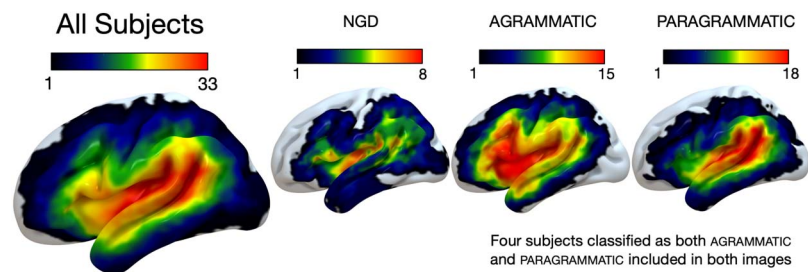 All Subjects
1 33
NGD
1 8
AGRAMMATIC
1 15
PARAGRAMMATIC
1 18
Four subjects classified as both AGRAMMATIC
and PARAGRAMMATIC included in both images